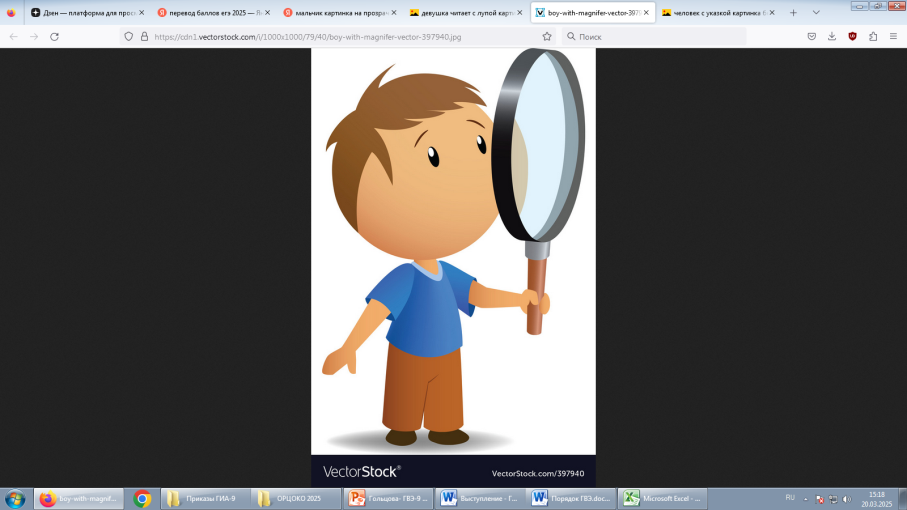 Дзен — платформа для прос
перевод баллов егэ 2025 — Я
мальчик картинка на прозрач
девушка читает с лупой карт
boy-with-magnifer-vector-397
человек с указкой картинка б
https://cdn1.vectorstock.com/i/1000x1000/79/40/boy-with-magnifer-vector-397940.jpg
Поиск
VectorStock®
VectorStock.com/397940
boy-with-magnif...
Приказы ГИА-9
ОРЦОКО 2025
Гольцова- ГВЭ-9 ...
Выступление - Г...
Порядок ГВЭ.doc...
Microsoft Excel - ...
RU
15:18
20.03.2025